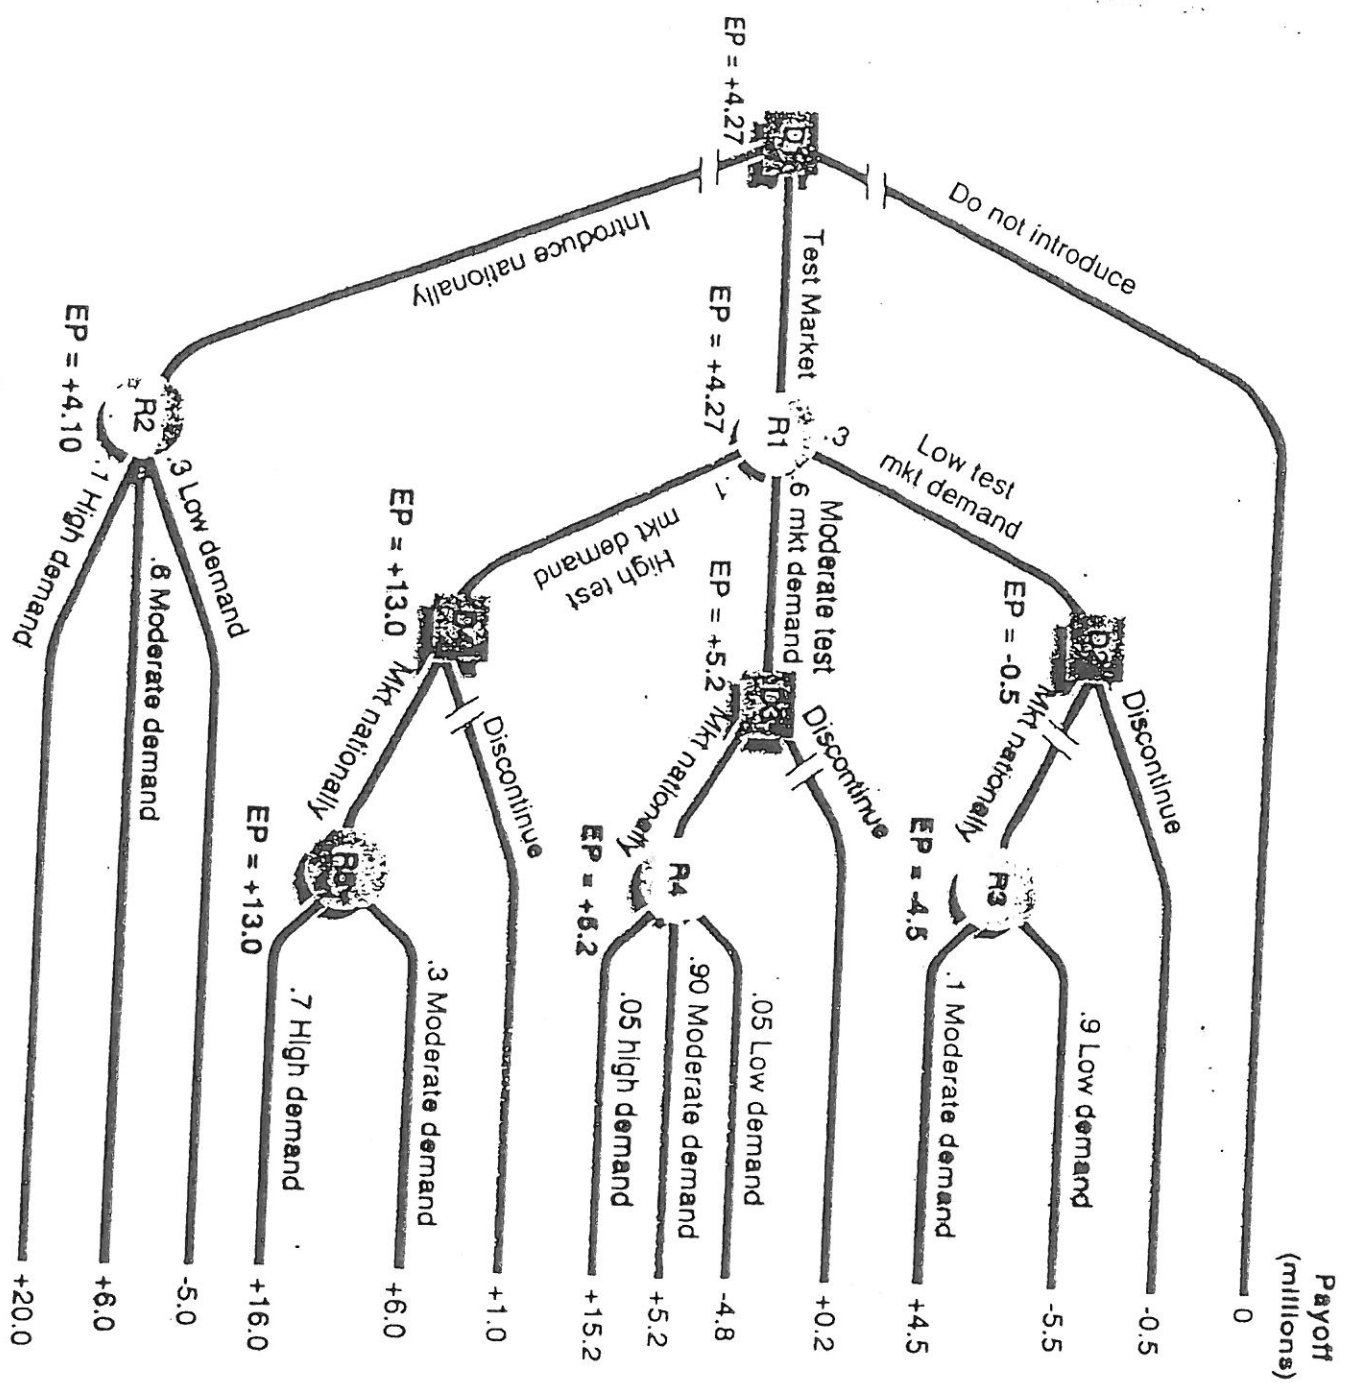 Payoff
(millions)
Do not introduce
0
EP = +4.27
Test Market
EP = +4.27
R1
.3
Low test
mkt demand
D2
EP = -0.5
Discontinue
-0.5
Mkt nationally
R3
EP = -4.5
.9 Low demand
-5.5
.1 Moderate demand
+4.5
Moderate test
.6 mkt demand
D3
EP = +5.2
Discontinue
+0.2
Mkt nationally
R4
.05 Low demand
-4.8
.90 Moderate demand
+5.2
.05 high demand
+15.2
.1
High test
mkt demand
D4
EP = +13.0
Discontinue
+1.0
Mkt nationally
EP = +13.0
.3 Moderate demand
+6.0
.7 High demand
+16.0
Introduce nationally
R2
EP = +4.10
.3 Low demand
-5.0
.6 Moderate demand
+6.0
.1 High demand
+20.0